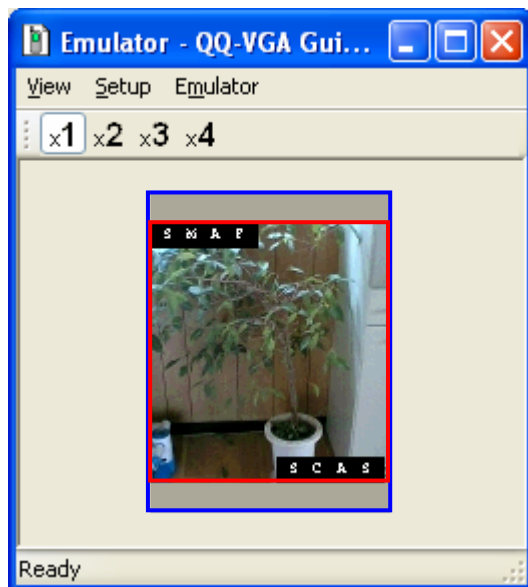 Emulator - QQ-VGA Gui...
View Setup Emulator
x1 x2 x3 x4
S M A F
S C A S
Ready